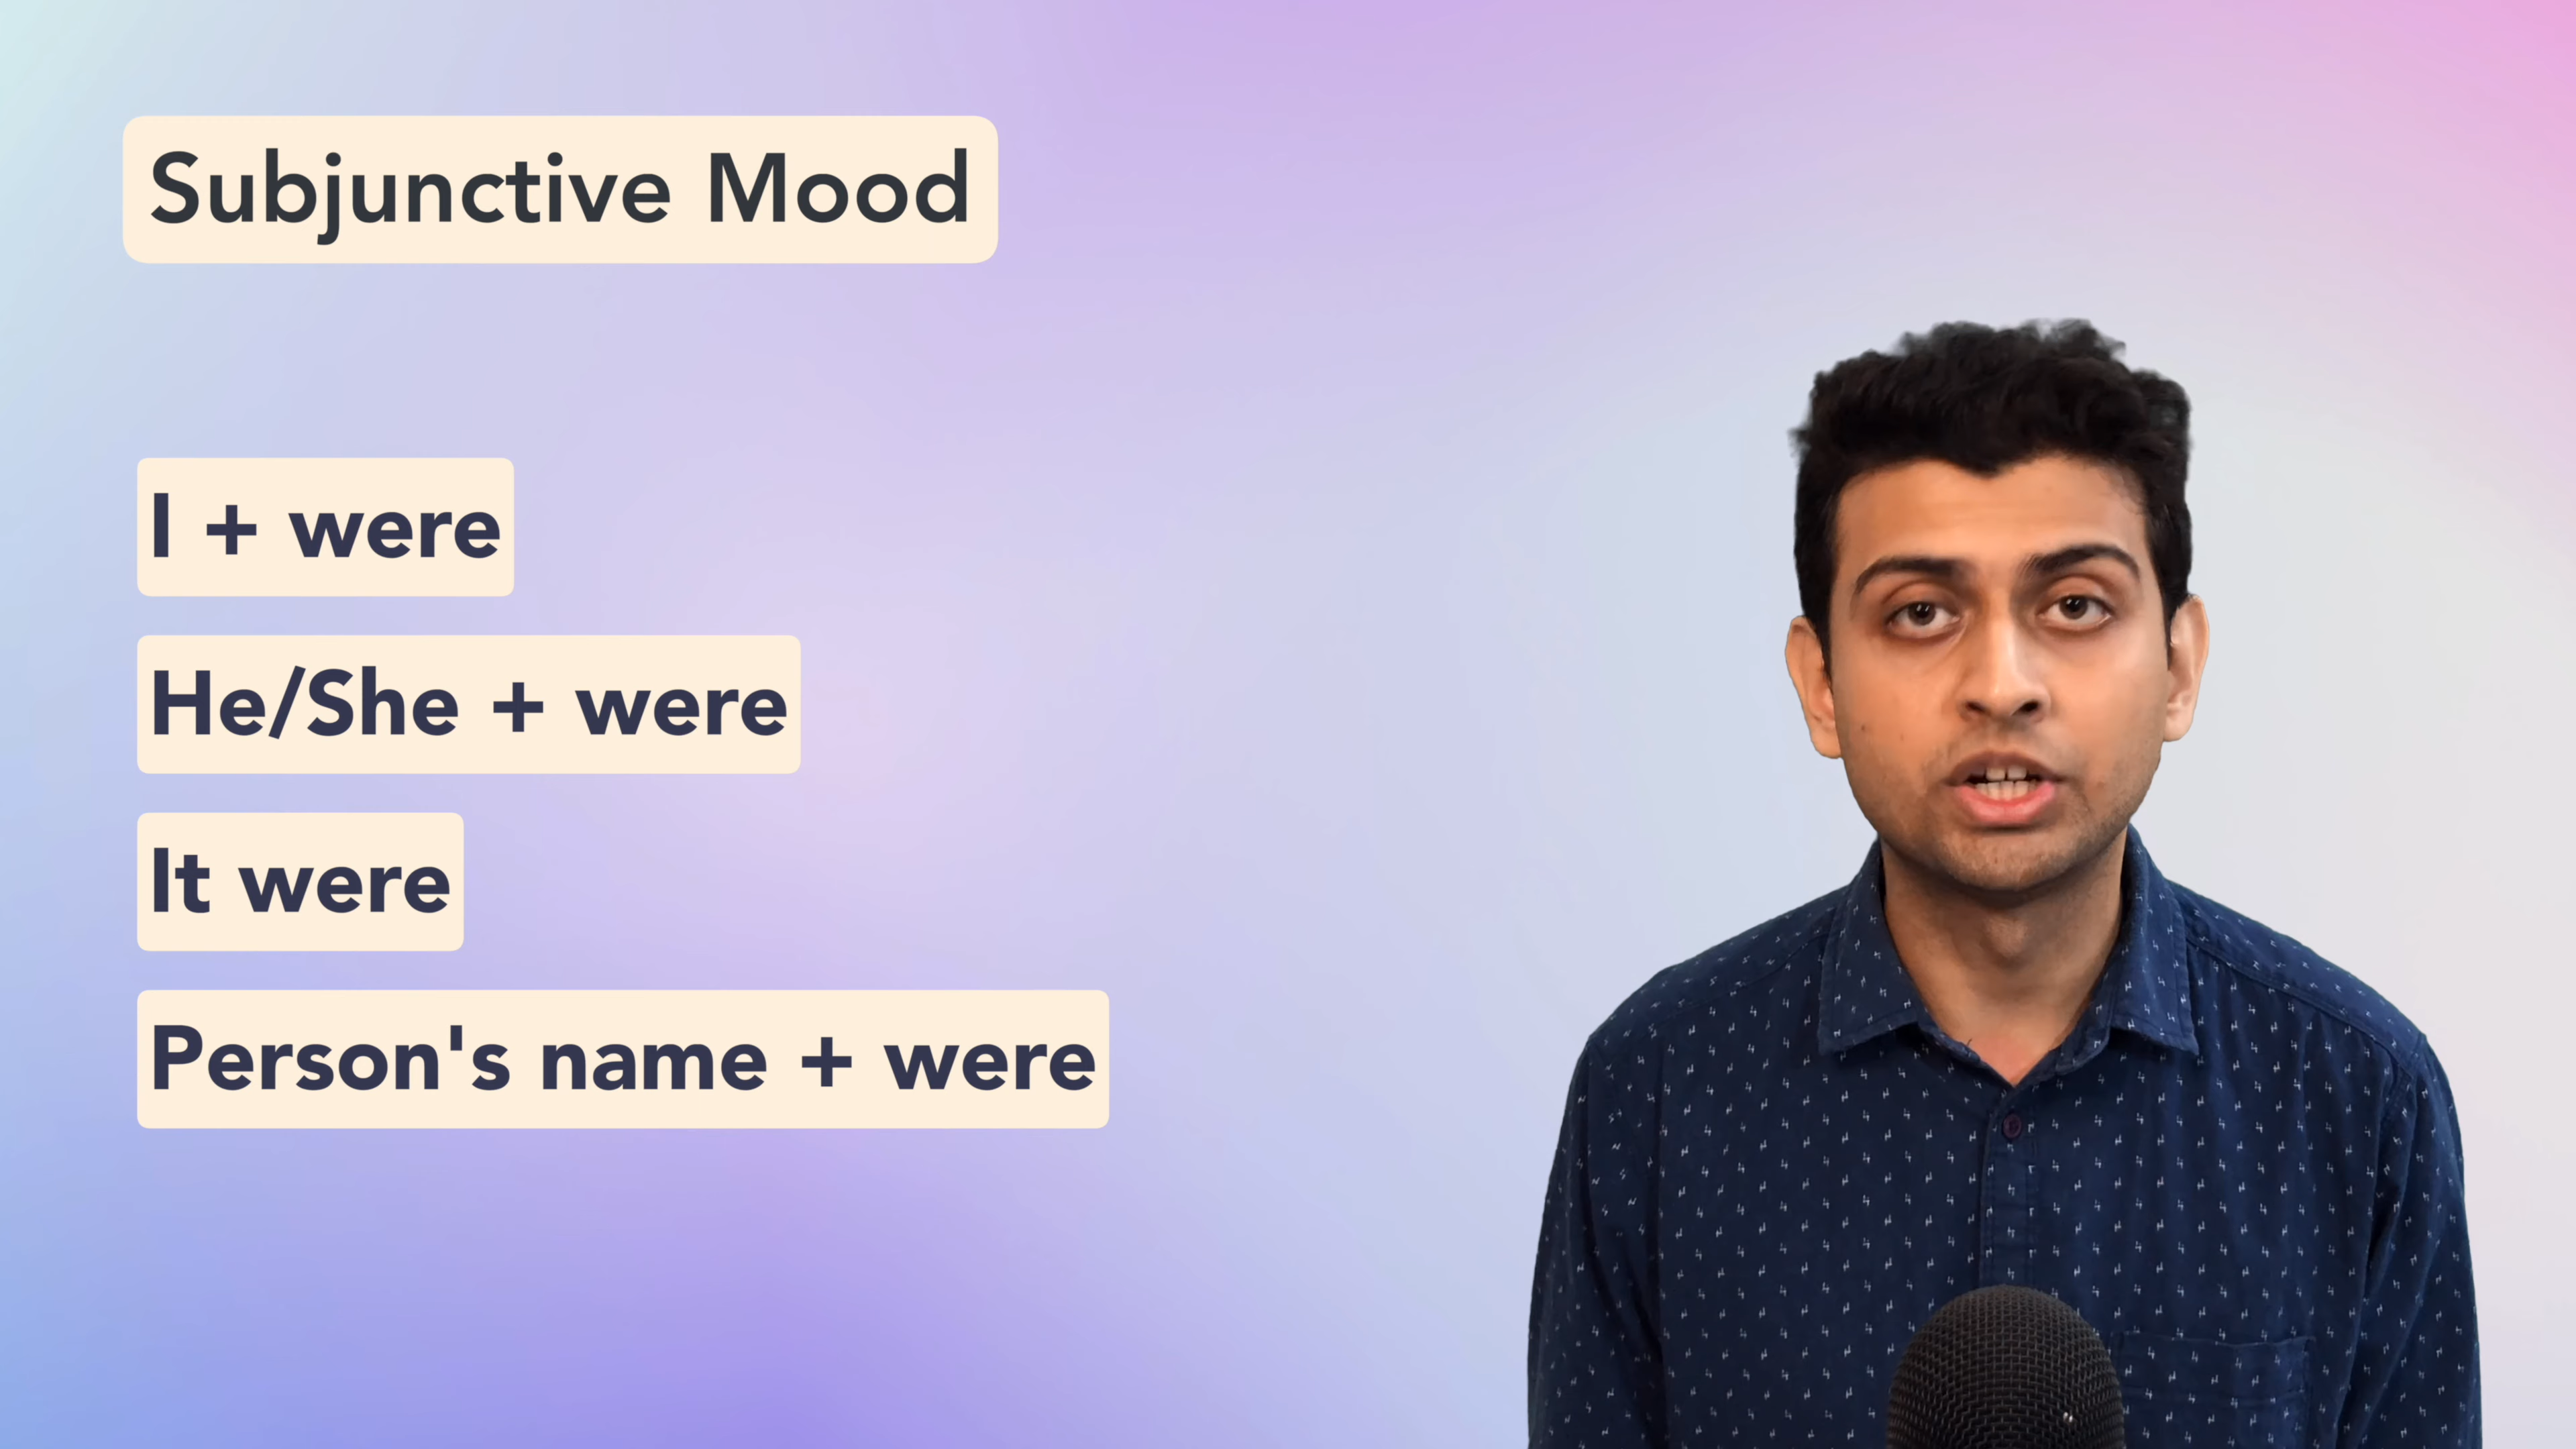 Subjunctive Mood
I + were
He/She + were
It were
Person's name + were